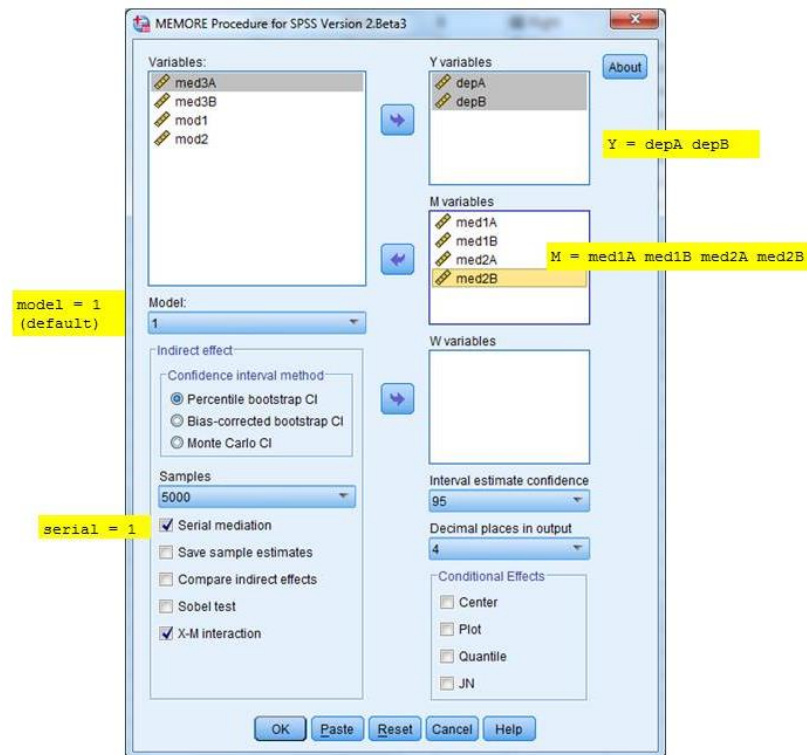 MEMORE Procedure for SPSS Version 2.Beta3
Variables:
med3A
med3B
mod1
mod2
Y variables
depA
depB
About
Y = depA depB
M variables
med1A
med1B
med2A
med2B
M = med1A med1B med2A med2B
model = 1
(default)
Model:
1
W variables
Indirect effect
Confidence interval method
Percentile bootstrap CI
Bias-corrected bootstrap CI
Monte Carlo CI
Samples
5000
serial = 1
Serial mediation
Save sample estimates
Compare indirect effects
Sobel test
X-M interaction
Interval estimate confidence
95
Decimal places in output
4
Conditional Effects
Center
Plot
Quantile
JN
OK Paste Reset Cancel Help